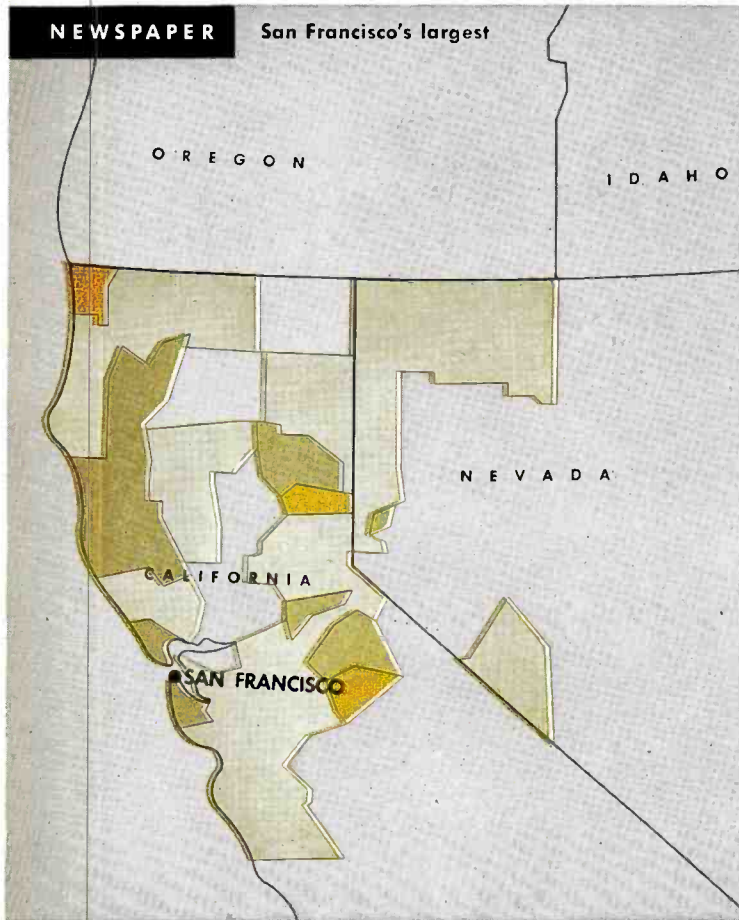 NEWSPAPER San Francisco's largest
OREGON
IDAHO
NEVADA
CALIFORNIA
SAN FRANCISCO